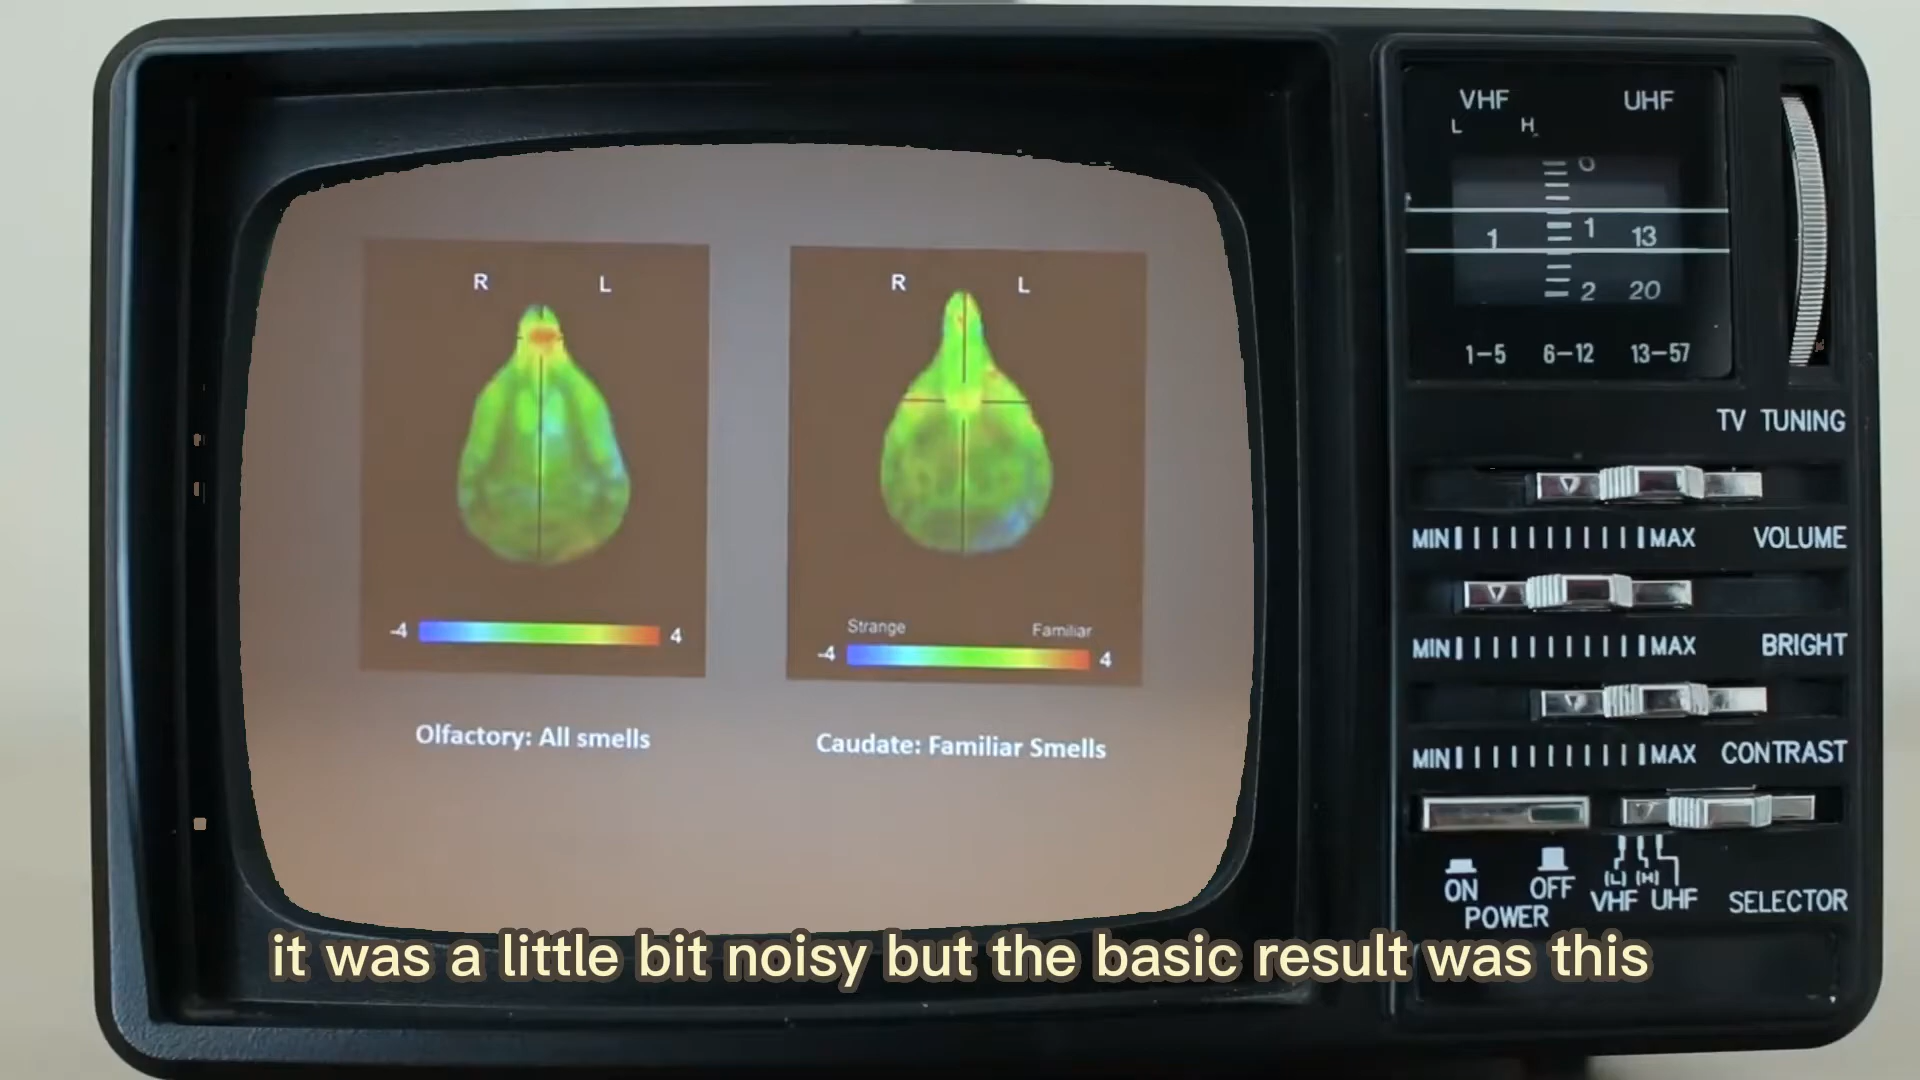 R L
-4 4
Olfactory: All smells
R L
Strange Familiar
-4 4
Caudate: Familiar Smells
VHF UHF
L H
0
1 1 13
2 20
1-5 6-12 13-57
TV TUNING
MIN MAX VOLUME
MIN MAX BRIGHT
MIN MAX CONTRAST
ON OFF
POWER
(L) (H)
VHF UHF
SELECTOR
it was a little bit noisy but the basic result was this